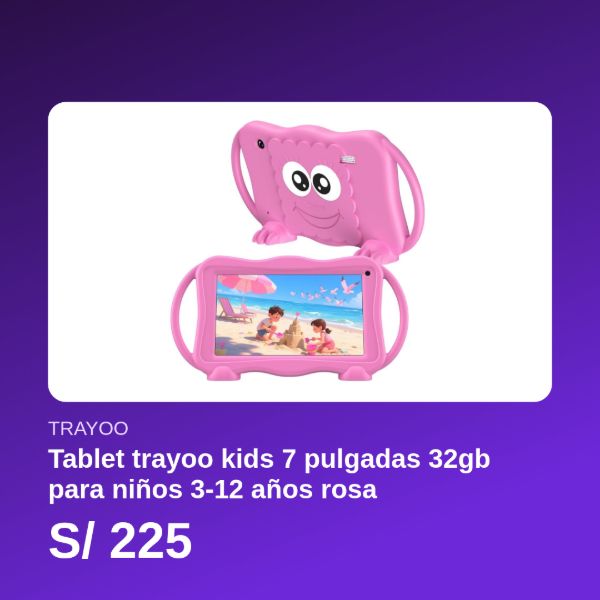 TRAYOO
Tablet trayoo kids 7 pulgadas 32gb
para niños 3-12 años rosa
S/ 225